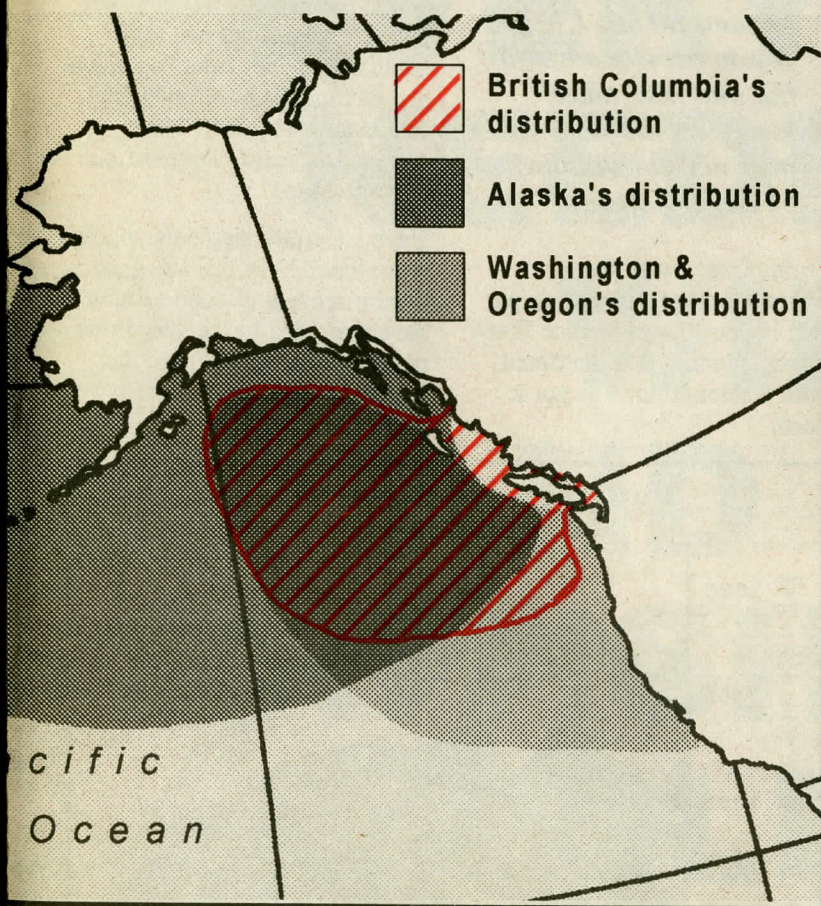 British Columbia's
distribution
Alaska's distribution
Washington &
Oregon's distribution
cific
Ocean